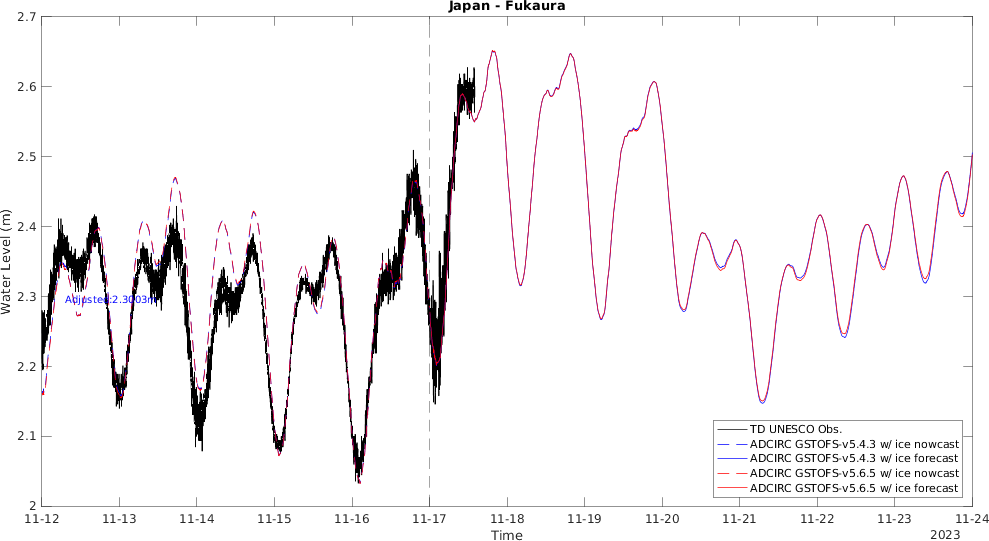 Japan - Fukaura
2.7
2.6
2.5
2.4
2.3
2.2
2.1
2
Water Level (m)
Adjusted:2.3003m
TD UNESCO Obs.
ADCIRC GSTOFS-v5.4.3 w/ ice nowcast
ADCIRC GSTOFS-v5.4.3 w/ ice forecast
ADCIRC GSTOFS-v5.6.5 w/ ice nowcast
ADCIRC GSTOFS-v5.6.5 w/ ice forecast
11-12 11-13 11-14 11-15 11-16 11-17 11-18 11-19 11-20 11-21 11-22 11-23 11-24
Time
2023